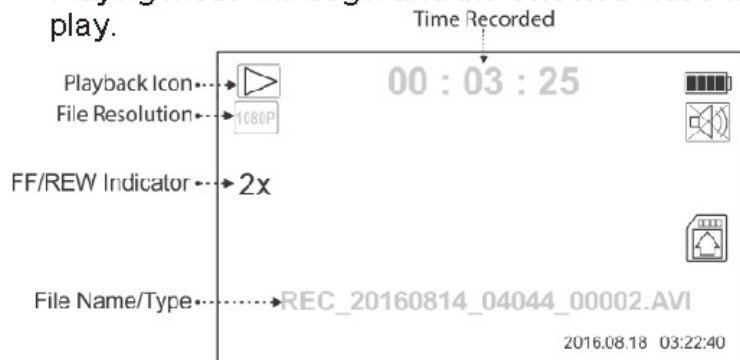 play.
Time Recorded
Playback Icon
00 : 03 : 25
File Resolution
1080P
FF/REW Indicator
2x
File Name/Type
REC_20160814_04044_00002.AVI
2016.08.18 03:22:40